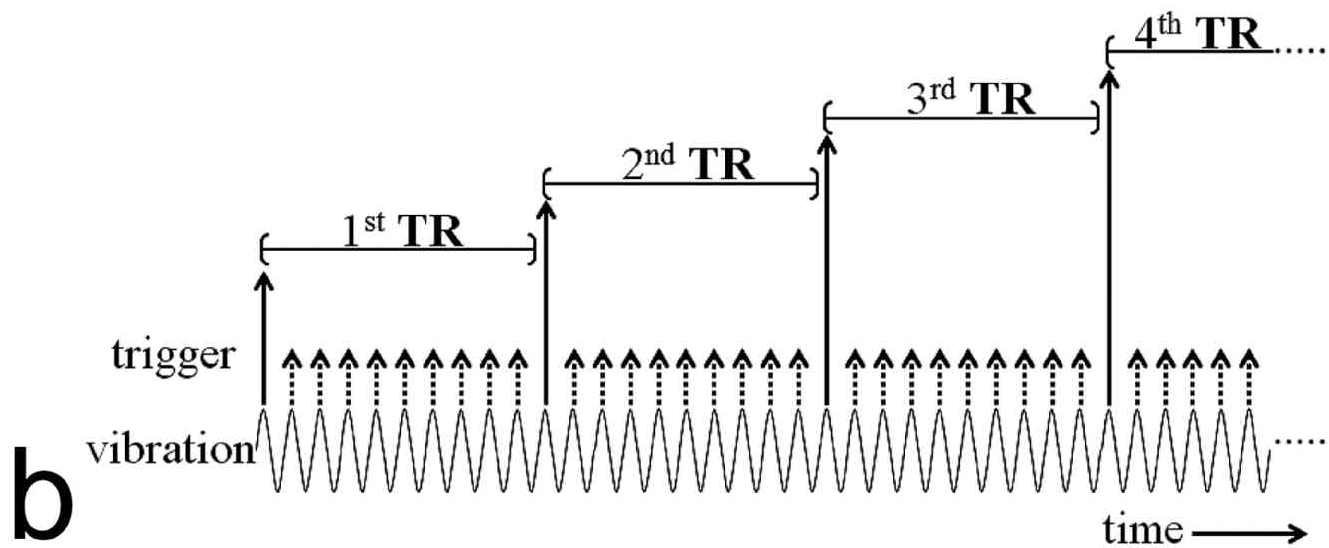 4th TR .....
3rd TR
2nd TR
1st TR
trigger
vibration .....
b
time